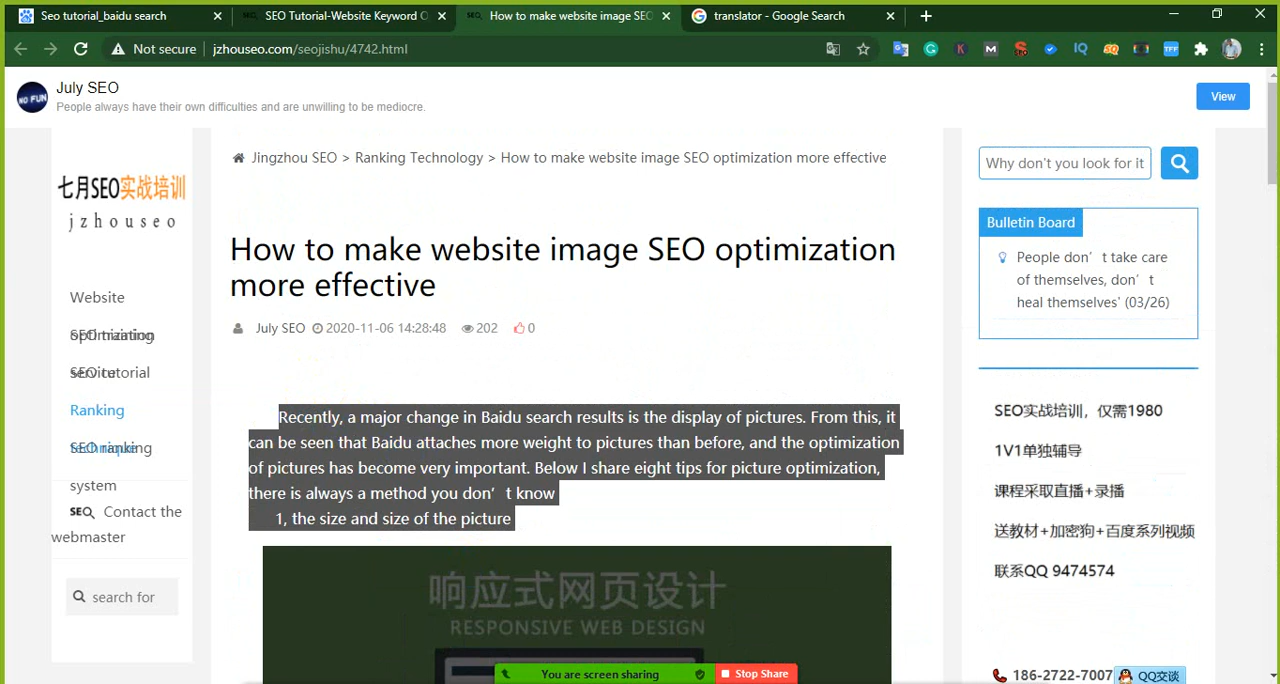 Seo tutorial_baidu search
SEO Tutorial-Website Keyword O
How to make website image SEO
translator - Google Search
Not secure
jzhouseo.com/seojishu/4742.html
NO FUN
July SEO
People always have their own difficulties and are unwilling to be mediocre.
View
七月SEO实战培训
jzhouseo
Website
SEO training
service
SEO tutorial
Ranking
SEO ranking
system
SEO
Contact the
webmaster
search for
Jingzhou SEO > Ranking Technology > How to make website image SEO optimization more effective
How to make website image SEO optimization
more effective
July SEO 2020-11-06 14:28:48 202 0
Recently, a major change in Baidu search results is the display of pictures. From this, it
can be seen that Baidu attaches more weight to pictures than before, and the optimization
of pictures has become very important. Below I share eight tips for picture optimization,
there is always a method you don’t know
1, the size and size of the picture
响应式网页设计
RESPONSIVE WEB DESIGN
You are screen sharing
Stop Share
Why don't you look for it
Bulletin Board
People don’t take care
of themselves, don’t
heal themselves' (03/26)
SEO实战培训，仅需1980
1V1单独辅导
课程采取直播+录播
送教材+加密狗+百度系列视频
联系QQ 9474574
186-2722-7007
QQ交谈